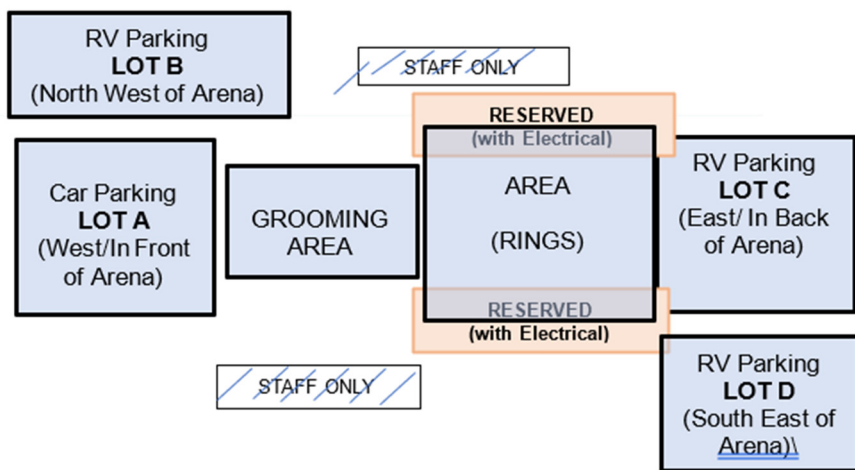 RV Parking
LOT B
(North West of Arena)
STAFF ONLY
RESERVED
(with Electrical)
Car Parking
LOT A
(West/In Front
of Arena)
GROOMING
AREA
AREA
(RINGS)
RV Parking
LOT C
(East/ In Back
of Arena)
RESERVED
(with Electrical)
STAFF ONLY
RV Parking
LOT D
(South East of
Arena)\